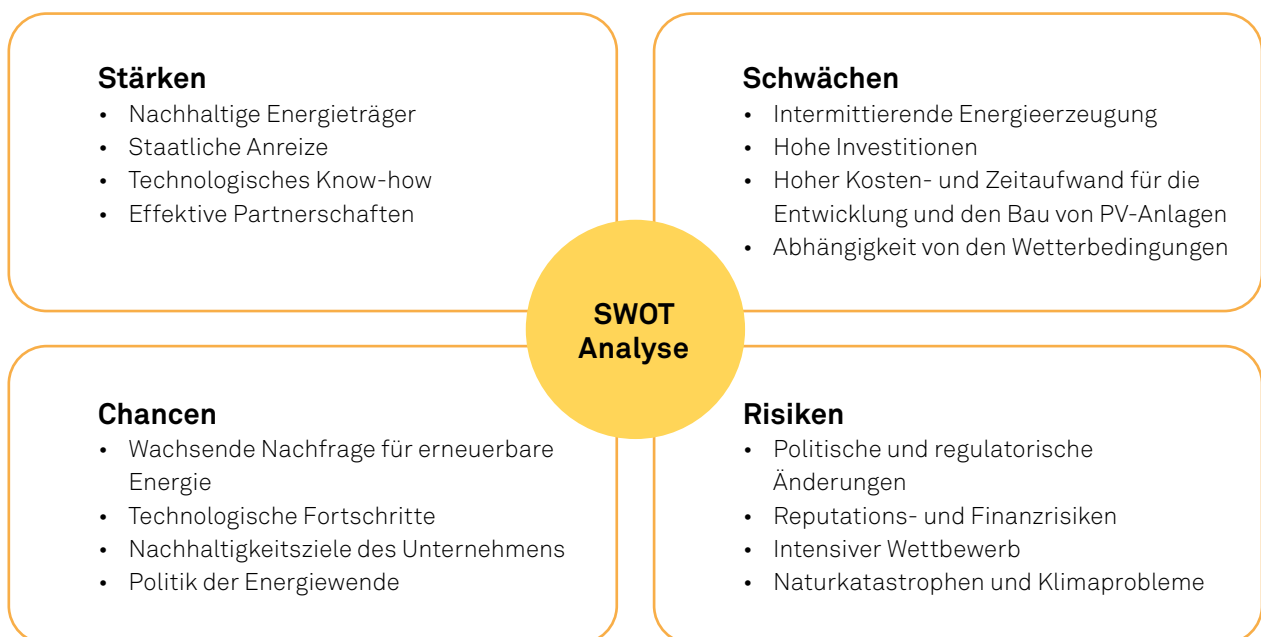 Stärken
• Nachhaltige Energieträger
• Staatliche Anreize
• Technologisches Know-how
• Effektive Partnerschaften
Schwächen
• Intermittierende Energieerzeugung
• Hohe Investitionen
• Hoher Kosten- und Zeitaufwand für die
Entwicklung und den Bau von PV-Anlagen
• Abhängigkeit von den Wetterbedingungen
SWOT
Analyse
Chancen
• Wachsende Nachfrage für erneuerbare
Energie
• Technologische Fortschritte
• Nachhaltigkeitsziele des Unternehmens
• Politik der Energiewende
Risiken
• Politische und regulatorische
Änderungen
• Reputations- und Finanzrisiken
• Intensiver Wettbewerb
• Naturkatastrophen und Klimaprobleme